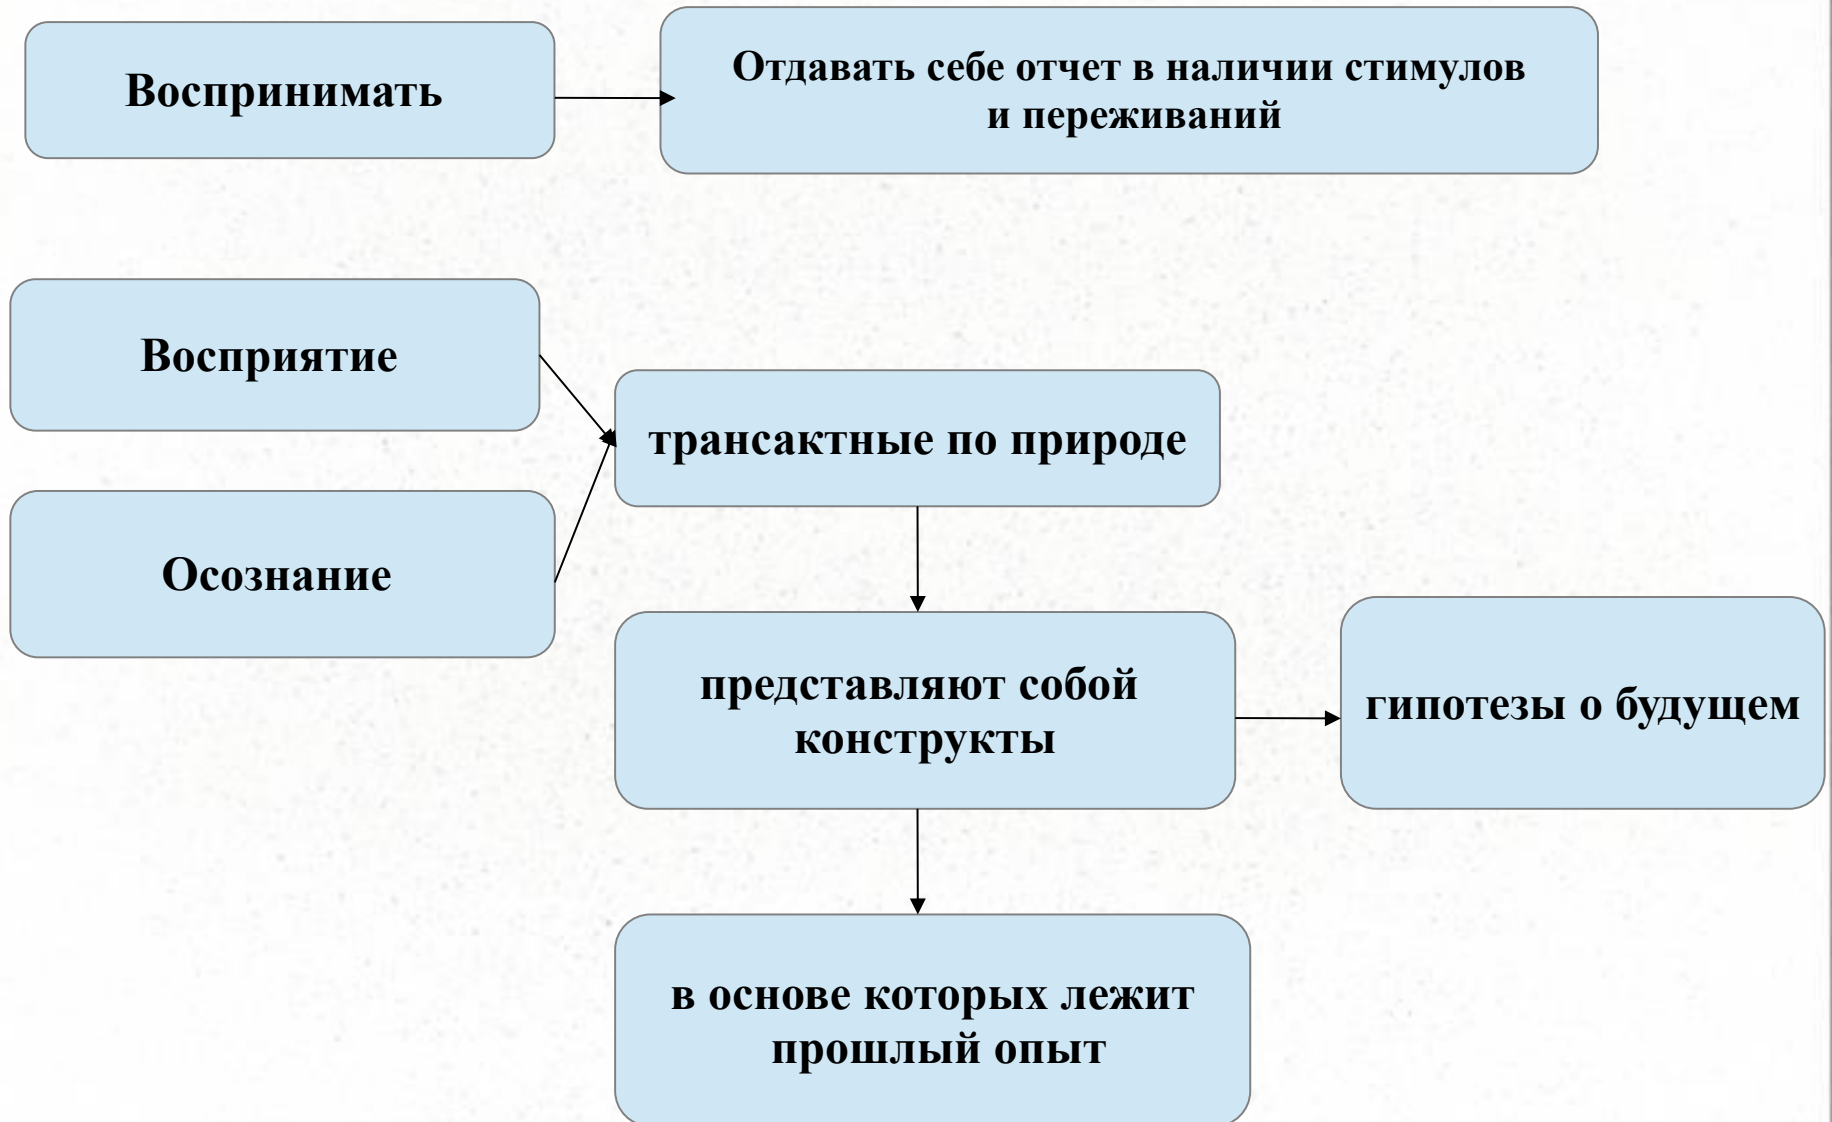 Воспринимать
Отдавать себе отчет в наличии стимулов
и переживаний
Восприятие
трансактные по природе
Осознание
представляют собой
конструкты
гипотезы о будущем
в основе которых лежит
прошлый опыт